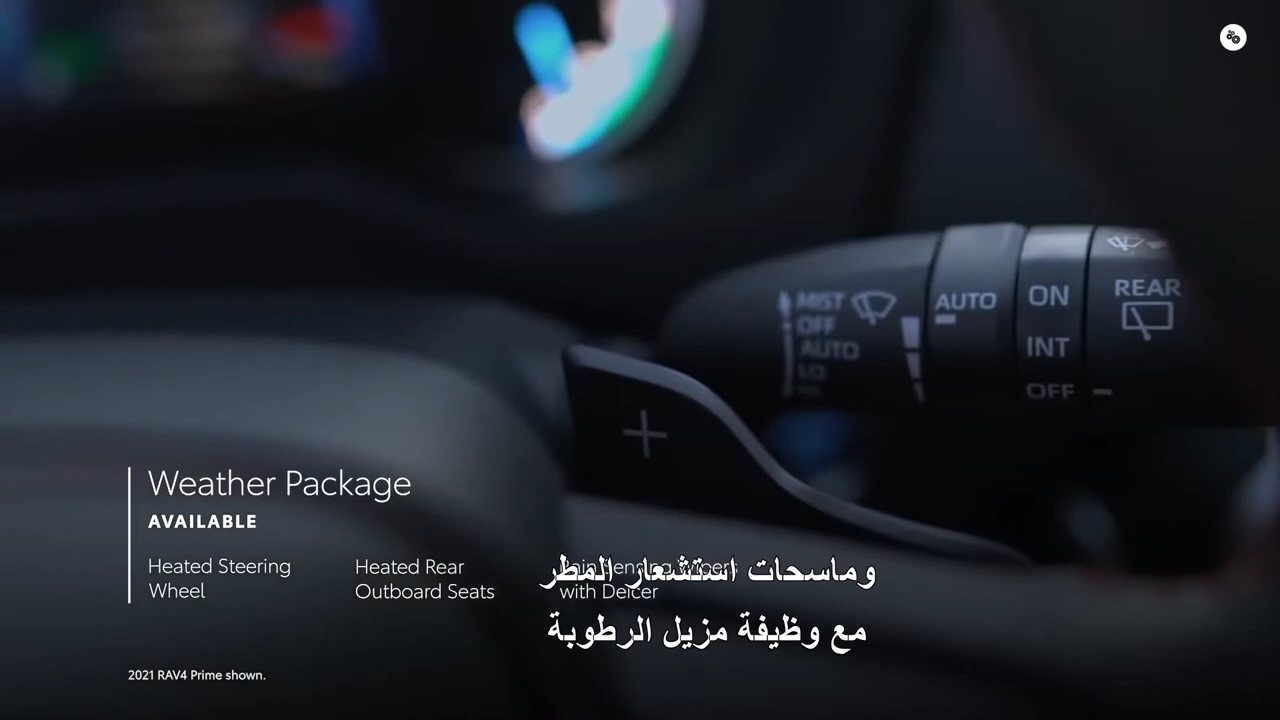 MIST
OFF
AUTO
LO
AUTO
ON
INT
OFF
REAR
Weather Package
AVAILABLE
Heated Steering
Wheel
Heated Rear
Outboard Seats
with Deicer
وماسحات استشعار المطر
مع وظيفة مزيل الرطوبة
2021 RAV4 Prime shown.